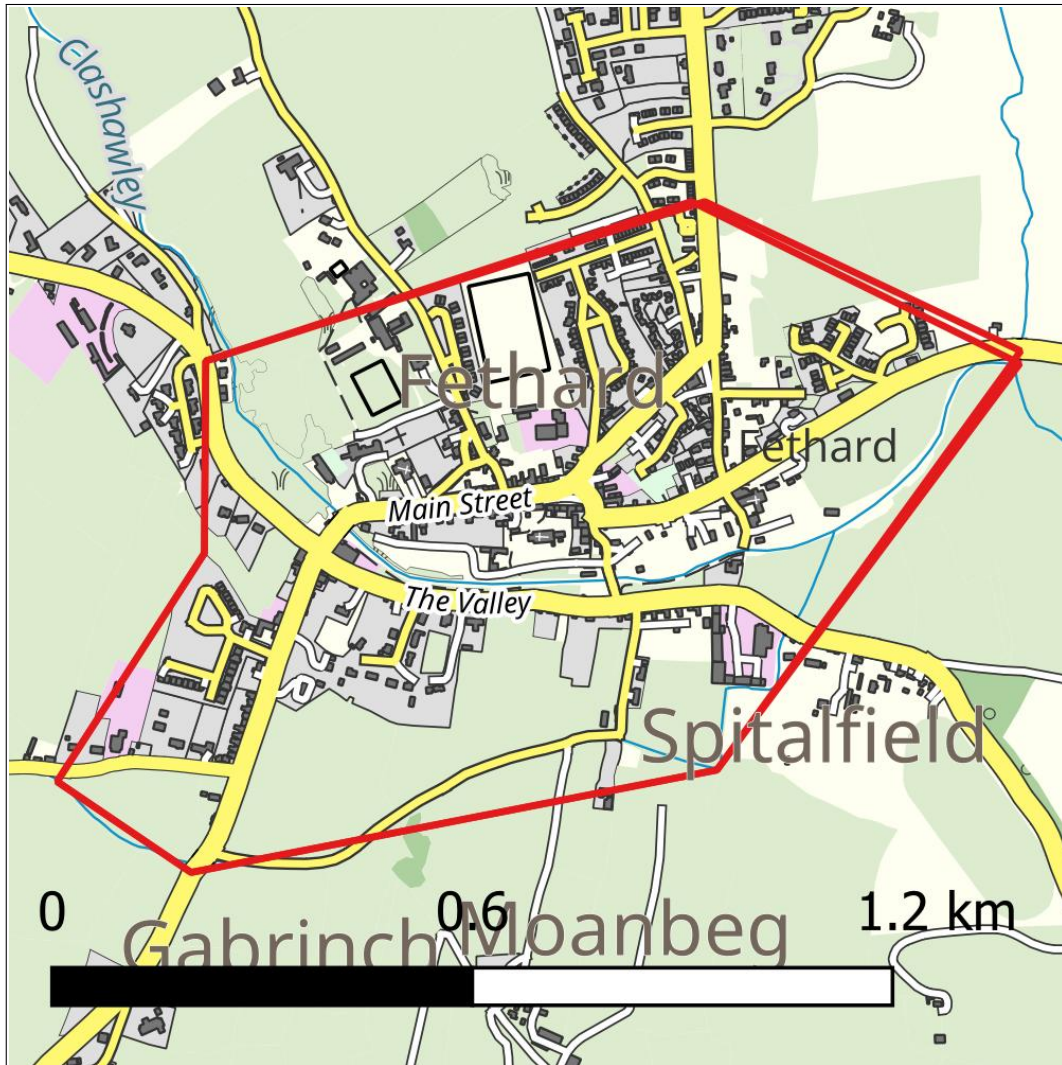 Clashawley
Fethard
Fethard
Main Street
The Valley
Spitalfield
0
0.6
1.2 km
Gabrinch
Moanbeg